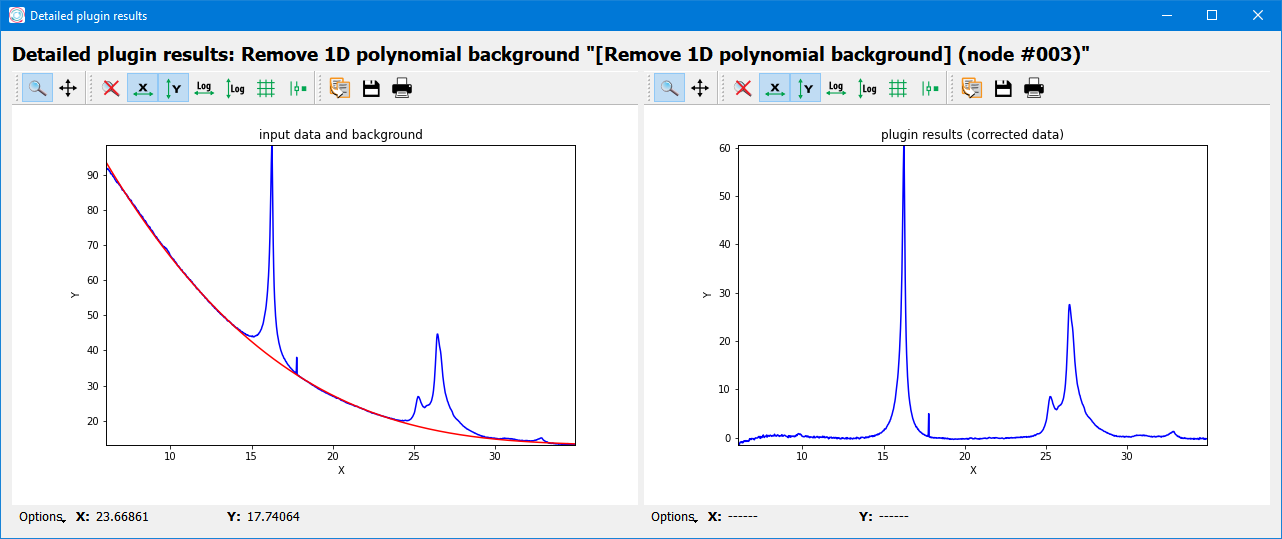 Detailed plugin results
Detailed plugin results: Remove 1D polynomial background "[Remove 1D polynomial background] (node #003)"
X Y Log Log
X Y Log Log
input data and background
90
80
70
60
50
40
30
20
Y
10 15 20 25 30
X
plugin results (corrected data)
60
50
40
30
20
10
0
Y
10 15 20 25 30
X
Options X: 23.66861 Y: 17.74064
Options X: ------ Y: ------